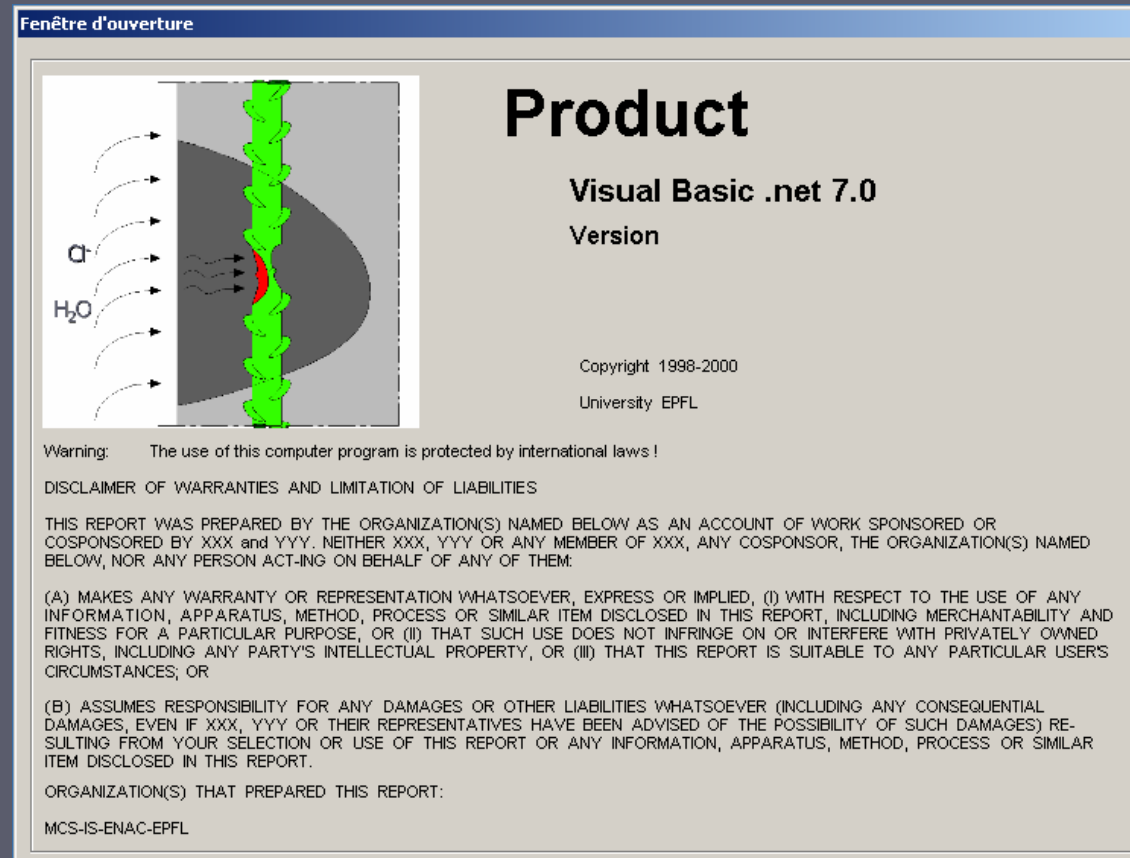 Fenêtre d'ouverture
Product
Visual Basic .net 7.0
Version
Cl-
H2O
Copyright 1998-2000
University EPFL
Warning: The use of this computer program is protected by international laws !
DISCLAIMER OF WARRANTIES AND LIMITATION OF LIABILITIES
THIS REPORT WAS PREPARED BY THE ORGANIZATION(S) NAMED BELOW AS AN ACCOUNT OF WORK SPONSORED OR
COSPONSORED BY XXX and YYY. NEITHER XXX, YYY OR ANY MEMBER OF XXX, ANY COSPONSOR, THE ORGANIZATION(S) NAMED
BELOW, NOR ANY PERSON ACT-ING ON BEHALF OF ANY OF THEM:
(A) MAKES ANY WARRANTY OR REPRESENTATION WHATSOEVER, EXPRESS OR IMPLIED, (I) WITH RESPECT TO THE USE OF ANY
INFORMATION, APPARATUS, METHOD, PROCESS OR SIMILAR ITEM DISCLOSED IN THIS REPORT, INCLUDING MERCHANTABILITY AND
FITNESS FOR A PARTICULAR PURPOSE, OR (II) THAT SUCH USE DOES NOT INFRINGE ON OR INTERFERE WITH PRIVATELY OWNED
RIGHTS, INCLUDING ANY PARTY'S INTELLECTUAL PROPERTY, OR (III) THAT THIS REPORT IS SUITABLE TO ANY PARTICULAR USER'S
CIRCUMSTANCES; OR
(B) ASSUMES RESPONSIBILITY FOR ANY DAMAGES OR OTHER LIABILITIES WHATSOEVER (INCLUDING ANY CONSEQUENTIAL
DAMAGES, EVEN IF XXX, YYY OR THEIR REPRESENTATIVES HAVE BEEN ADVISED OF THE POSSIBILITY OF SUCH DAMAGES) RE-
SULTING FROM YOUR SELECTION OR USE OF THIS REPORT OR ANY INFORMATION, APPARATUS, METHOD, PROCESS OR SIMILAR
ITEM DISCLOSED IN THIS REPORT.
ORGANIZATION(S) THAT PREPARED THIS REPORT:
MCS-IS-ENAC-EPFL